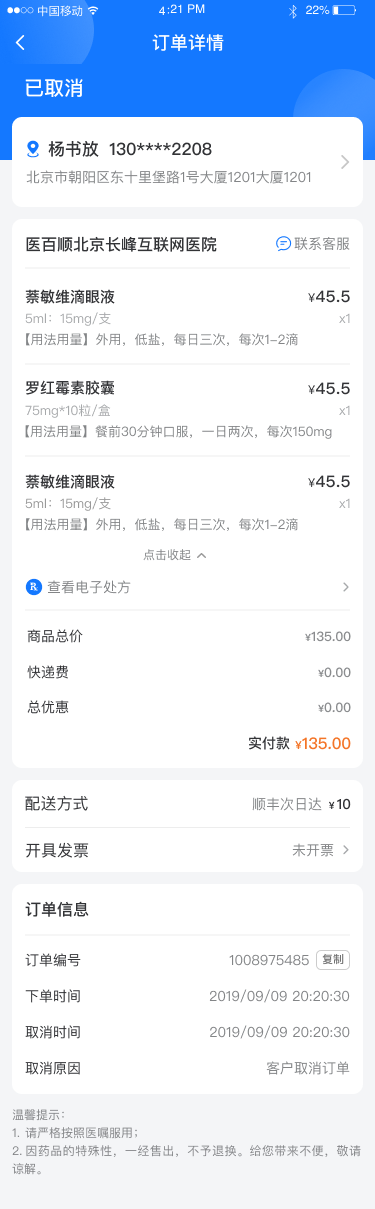 中国移动 4:21 PM 22%
订单详情
已取消
杨书放 130****2208
北京市朝阳区东十里堡路1号大厦1201大厦1201
医百顺北京长峰互联网医院 联系客服
萘敏维滴眼液 ¥45.5
5ml：15mg/支 x1
【用法用量】外用，低盐，每日三次，每次1-2滴
罗红霉素胶囊 ¥45.5
75mg*10粒/盒 x1
【用法用量】餐前30分钟口服，一日两次，每次150mg
萘敏维滴眼液 ¥45.5
5ml：15mg/支 x1
【用法用量】外用，低盐，每日三次，每次1-2滴
点击收起
查看电子处方
商品总价 ¥135.00
快递费 ¥0.00
总优惠 ¥0.00
实付款 ¥135.00
配送方式 顺丰次日达 ¥10
开具发票 未开票
订单信息
订单编号 1008975485 复制
下单时间 2019/09/09 20:20:30
取消时间 2019/09/09 20:20:30
取消原因 客户取消订单
温馨提示：
1. 请严格按照医嘱服用；
2. 因药品的特殊性，一经售出，不予退换。给您带来不便，敬请
谅解。